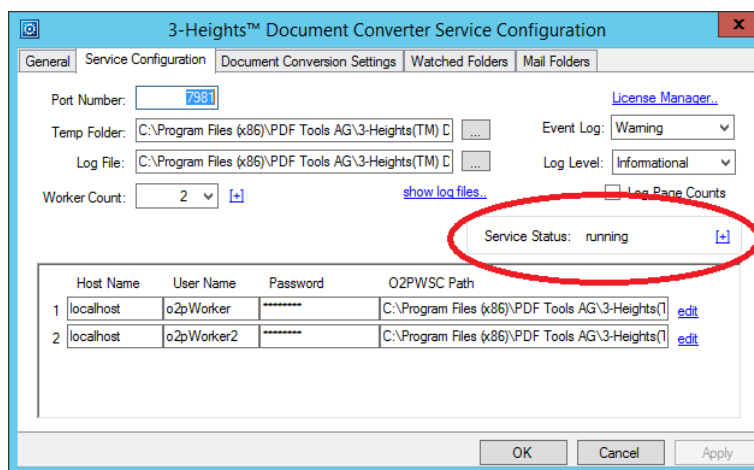 3-Heights™ Document Converter Service Configuration
x
General Service Configuration Document Conversion Settings Watched Folders Mail Folders
Port Number: 7981 License Manager..
Temp Folder: C:\Program Files (x86)\PDF Tools AG\3-Heights(TM) D ... Event Log: Warning
Log File: C:\Program Files (x86)\PDF Tools AG\3-Heights(TM) D ... Log Level: Informational
Worker Count: 2 [+] show log files.. Log Page Counts
Service Status: running [+]
Host Name User Name Password O2PWSC Path
1 localhost o2pWorker ******** C:\Program Files (x86)\PDF Tools AG\3-Heights(T edit
2 localhost o2pWorker2 ******** C:\Program Files (x86)\PDF Tools AG\3-Heights(T edit
OK Cancel Apply